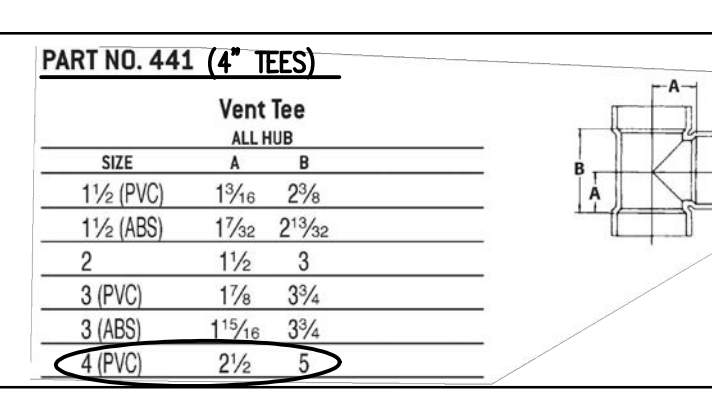 PART NO. 441 (4" TEES)
Vent Tee
ALL HUB
SIZE A B
1½ (PVC) 1³⁄₁₆ 2⅜
1½ (ABS) 1⁷⁄₃₂ 2¹³⁄₃₂
2 1½ 3
3 (PVC) 1⅞ 3¾
3 (ABS) 1¹⁵⁄₁₆ 3¾
4 (PVC) 2½ 5
A
B
A